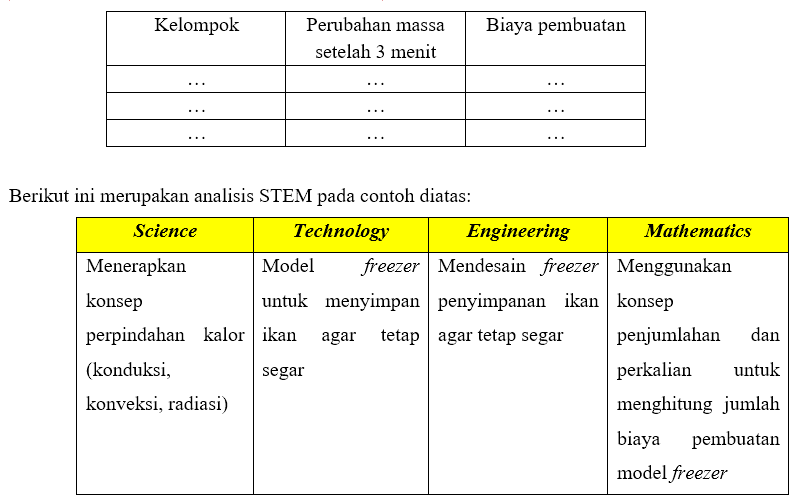 Kelompok Perubahan massa Biaya pembuatan
setelah 3 menit
… … …
… … …
… … …
Berikut ini merupakan analisis STEM pada contoh diatas:
Science Technology Engineering Mathematics
Menerapkan Model freezer Mendesain freezer Menggunakan
konsep untuk menyimpan penyimpanan ikan konsep
perpindahan kalor ikan agar tetap agar tetap segar penjumlahan dan
(konduksi, segar perkalian untuk
konveksi, radiasi) menghitung jumlah
biaya pembuatan
model freezer